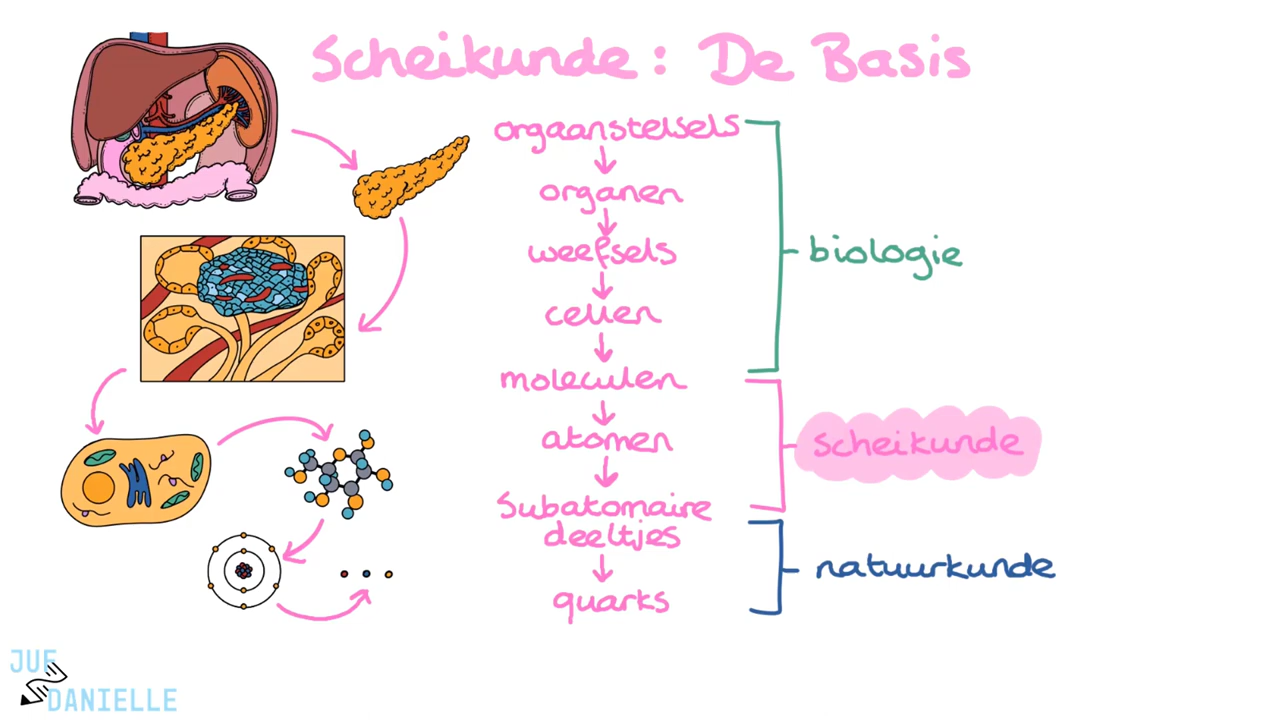 Scheikunde: De Basis
orgaanstelsels
organen
weefsels
cellen
moleculen
atomen
Subatomaire
deeltjes
quarks
biologie
scheikunde
natuurkunde
JUF
DANIELLE